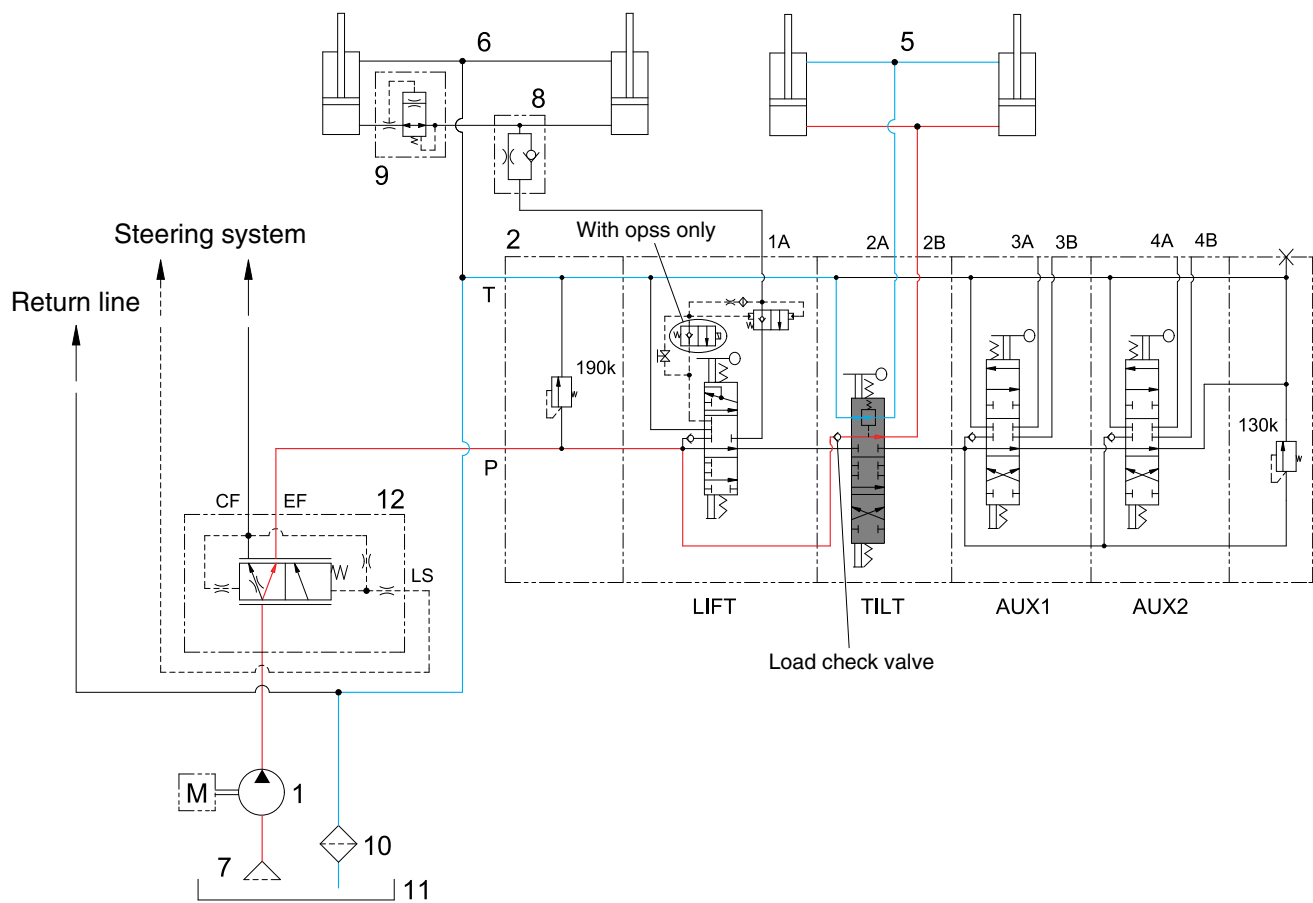 6
5
8
9
Steering system
With opss only
2
1A
2A
2B
3A
3B
4A
4B
Return line
T
190k
130k
P
CF
EF
12
LS
LIFT
TILT
AUX1
AUX2
Load check valve
M
1
10
7
11